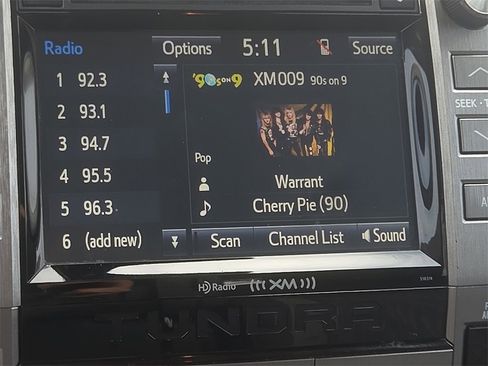 Radio Options 5:11 Source
1 92.3
2 93.1
3 94.7
4 95.5
5 96.3
6 (add new)
'90s ON 9 XM009 90s on 9
Pop
Warrant
Cherry Pie (90)
Scan Channel List Sound
HD Radio (((XM)))
TUNDRA
SEEK